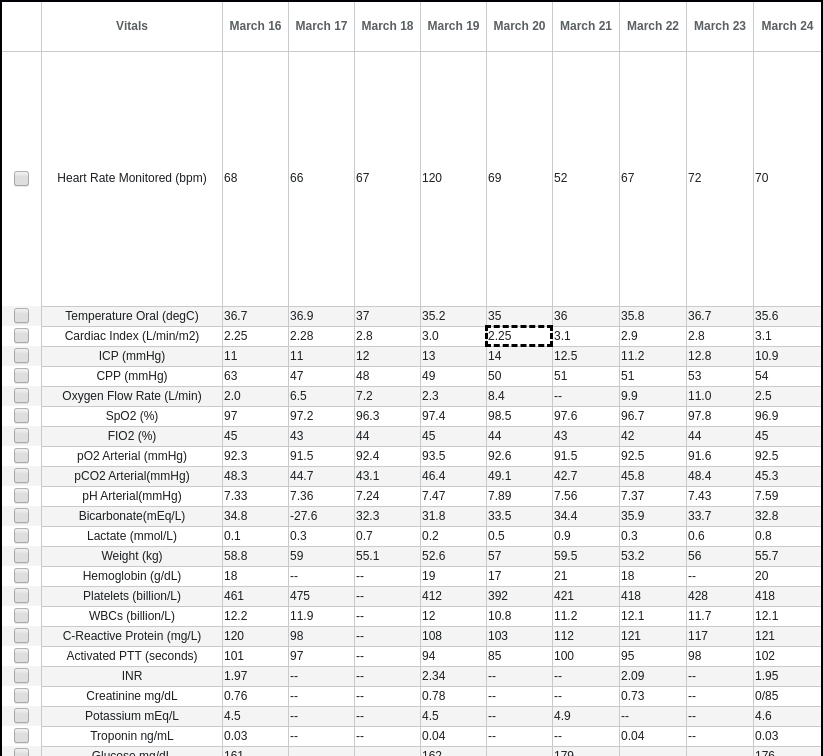 Vitals March 16 March 17 March 18 March 19 March 20 March 21 March 22 March 23 March 24
Heart Rate Monitored (bpm) 68 66 67 120 69 52 67 72 70
Temperature Oral (degC) 36.7 36.9 37 35.2 35 36 35.8 36.7 35.6
Cardiac Index (L/min/m2) 2.25 2.28 2.8 3.0 2.25 3.1 2.9 2.8 3.1
ICP (mmHg) 11 11 12 13 14 12.5 11.2 12.8 10.9
CPP (mmHg) 63 47 48 49 50 51 51 53 54
Oxygen Flow Rate (L/min) 2.0 6.5 7.2 2.3 8.4 -- 9.9 11.0 2.5
SpO2 (%) 97 97.2 96.3 97.4 98.5 97.6 96.7 97.8 96.9
FIO2 (%) 45 43 44 45 44 43 42 44 45
pO2 Arterial (mmHg) 92.3 91.5 92.4 93.5 92.6 91.5 92.5 91.6 92.5
pCO2 Arterial(mmHg) 48.3 44.7 43.1 46.4 49.1 42.7 45.8 48.4 45.3
pH Arterial(mmHg) 7.33 7.36 7.24 7.47 7.89 7.56 7.37 7.43 7.59
Bicarbonate(mEq/L) 34.8 -27.6 32.3 31.8 33.5 34.4 35.9 33.7 32.8
Lactate (mmol/L) 0.1 0.3 0.7 0.2 0.5 0.9 0.3 0.6 0.8
Weight (kg) 58.8 59 55.1 52.6 57 59.5 53.2 56 55.7
Hemoglobin (g/dL) 18 -- -- 19 17 21 18 -- 20
Platelets (billion/L) 461 475 -- 412 392 421 418 428 418
WBCs (billion/L) 12.2 11.9 -- 12 10.8 11.2 12.1 11.7 12.1
C-Reactive Protein (mg/L) 120 98 -- 108 103 112 121 117 121
Activated PTT (seconds) 101 97 -- 94 85 100 95 98 102
INR 1.97 -- -- 2.34 -- -- 2.09 -- 1.95
Creatinine mg/dL 0.76 -- -- 0.78 -- -- 0.73 -- 0/85
Potassium mEq/L 4.5 -- -- 4.5 -- 4.9 -- -- 4.6
Troponin ng/mL 0.03 -- -- 0.04 -- -- 0.04 -- 0.03
Glucose mg/dL 161 162 179 176